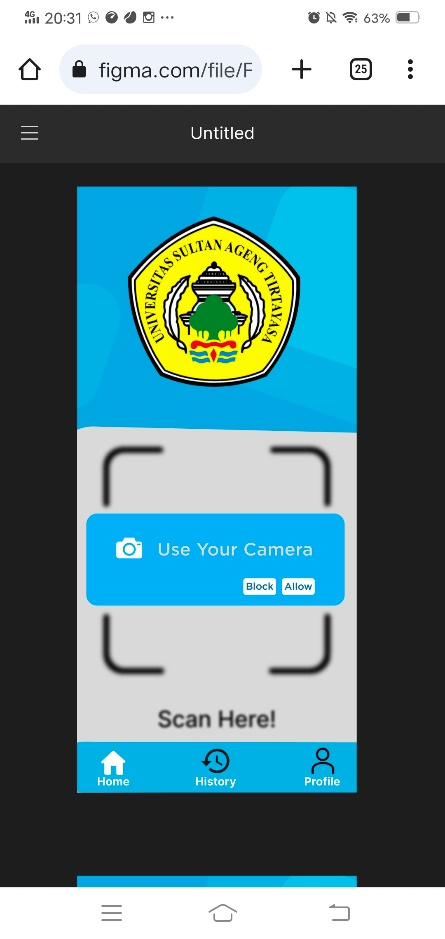 4G 20:31 63%
figma.com/file/F
25
Untitled
UNIVERSITAS SULTAN AGENG TIRTAYASA
Use Your Camera
Block Allow
Scan Here!
Home History Profile